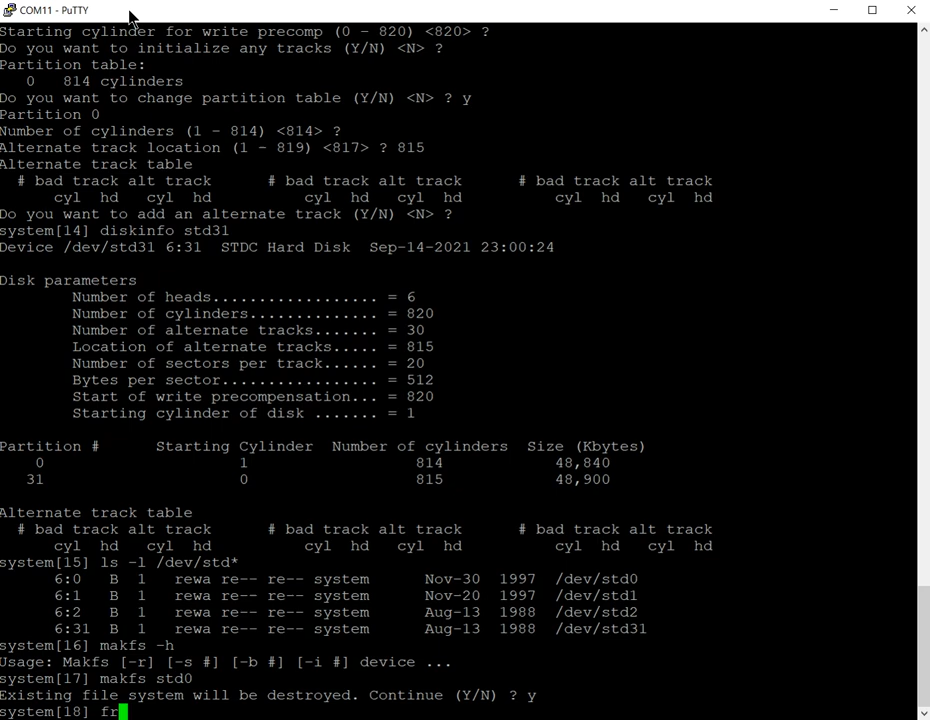 COM11 - PuTTY
Starting cylinder for write precomp (0 - 820) <820> ?
Do you want to initialize any tracks (Y/N) <N> ?
Partition table:
0 814 cylinders
Do you want to change partition table (Y/N) <N> ? y
Partition 0
Number of cylinders (1 - 814) <814> ?
Alternate track location (1 - 819) <817> ? 815
Alternate track table
# bad track alt track # bad track alt track # bad track alt track
cyl hd cyl hd cyl hd cyl hd cyl hd cyl hd
Do you want to add an alternate track (Y/N) <N> ?
system[14] diskinfo std31
Device /dev/std31 6:31 STDC Hard Disk Sep-14-2021 23:00:24
Disk parameters
Number of heads.................. = 6
Number of cylinders.............. = 820
Number of alternate tracks....... = 30
Location of alternate tracks..... = 815
Number of sectors per track...... = 20
Bytes per sector................. = 512
Start of write precompensation... = 820
Starting cylinder of disk ....... = 1
Partition # Starting Cylinder Number of cylinders Size (Kbytes)
0 1 814 48,840
31 0 815 48,900
Alternate track table
# bad track alt track # bad track alt track # bad track alt track
cyl hd cyl hd cyl hd cyl hd cyl hd cyl hd
system[15] ls -l /dev/std*
6:0 B 1 rewa re-- re-- system Nov-30 1997 /dev/std0
6:1 B 1 rewa re-- re-- system Nov-20 1997 /dev/std1
6:2 B 1 rewa re-- re-- system Aug-13 1988 /dev/std2
6:31 B 1 rewa re-- re-- system Aug-13 1988 /dev/std31
system[16] makfs -h
Usage: Makfs [-r] [-s #] [-b #] [-i #] device ...
system[17] makfs std0
Existing file system will be destroyed. Continue (Y/N) ? y
system[18] fr